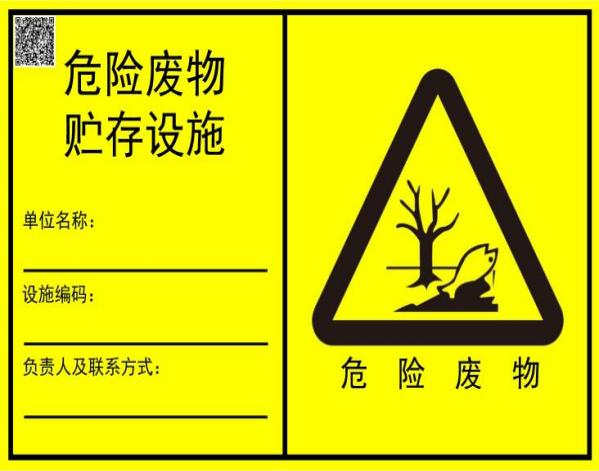 危险废物
贮存设施
单位名称：
设施编码：
负责人及联系方式：
危险废物